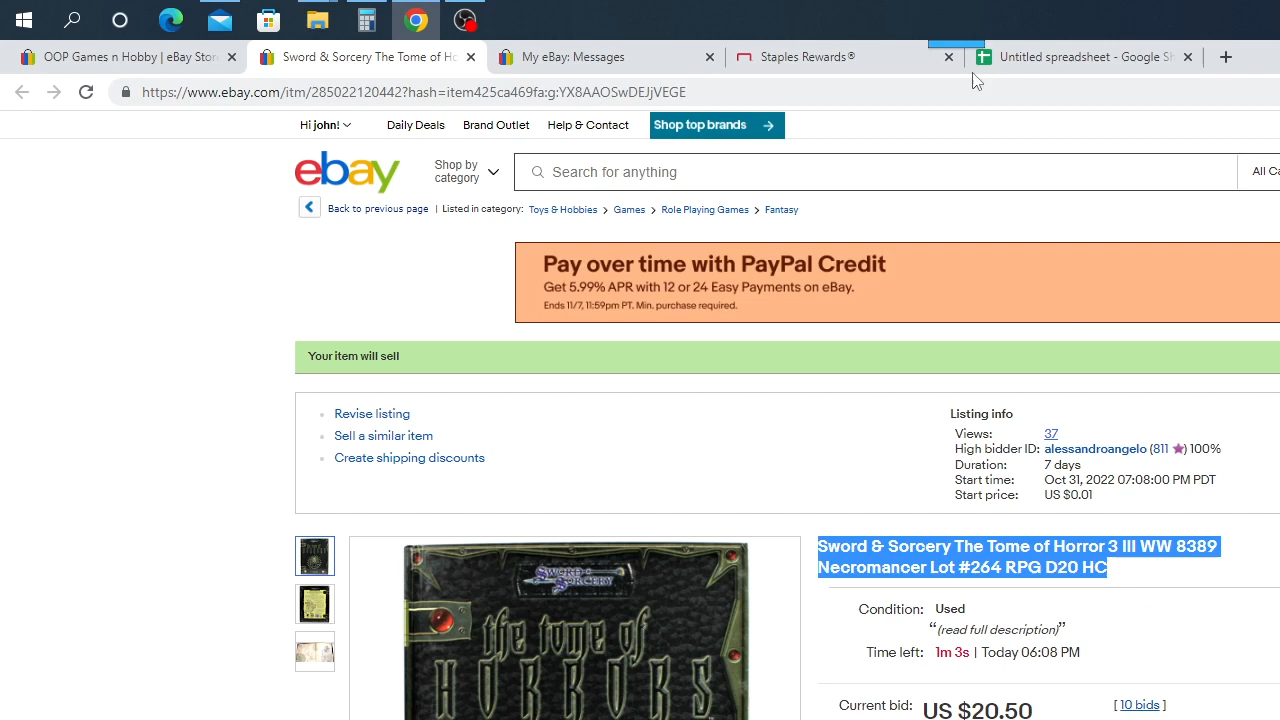 OOP Games n Hobby | eBay Stor
Sword & Sorcery The Tome of Ho
My eBay: Messages
Staples Rewards®
Untitled spreadsheet - Google Sh
https://www.ebay.com/itm/285022120442?hash=item425ca469fa:g:YX8AAOSwDEJjVEGE
Hi john!
Daily Deals
Brand Outlet
Help & Contact
Shop top brands
ebay
Shop by
category
Search for anything
All Ca
Back to previous page | Listed in category: Toys & Hobbies > Games > Role Playing Games > Fantasy
Pay over time with PayPal Credit
Get 5.99% APR with 12 or 24 Easy Payments on eBay.
Ends 11/7, 11:59pm PT. Min. purchase required.
Your item will sell
Revise listing
Sell a similar item
Create shipping discounts
Listing info
Views: 37
High bidder ID: alessandroangelo (811 ★) 100%
Duration: 7 days
Start time: Oct 31, 2022 07:08:00 PM PDT
Start price: US $0.01
SWORD & SORCERY
the tome of
HORRORS
Sword & Sorcery The Tome of Horror 3 III WW 8389
Necromancer Lot #264 RPG D20 HC
Condition: Used
“(read full description)”
Time left: 1m 3s | Today 06:08 PM
Current bid: US $20.50 [ 10 bids ]